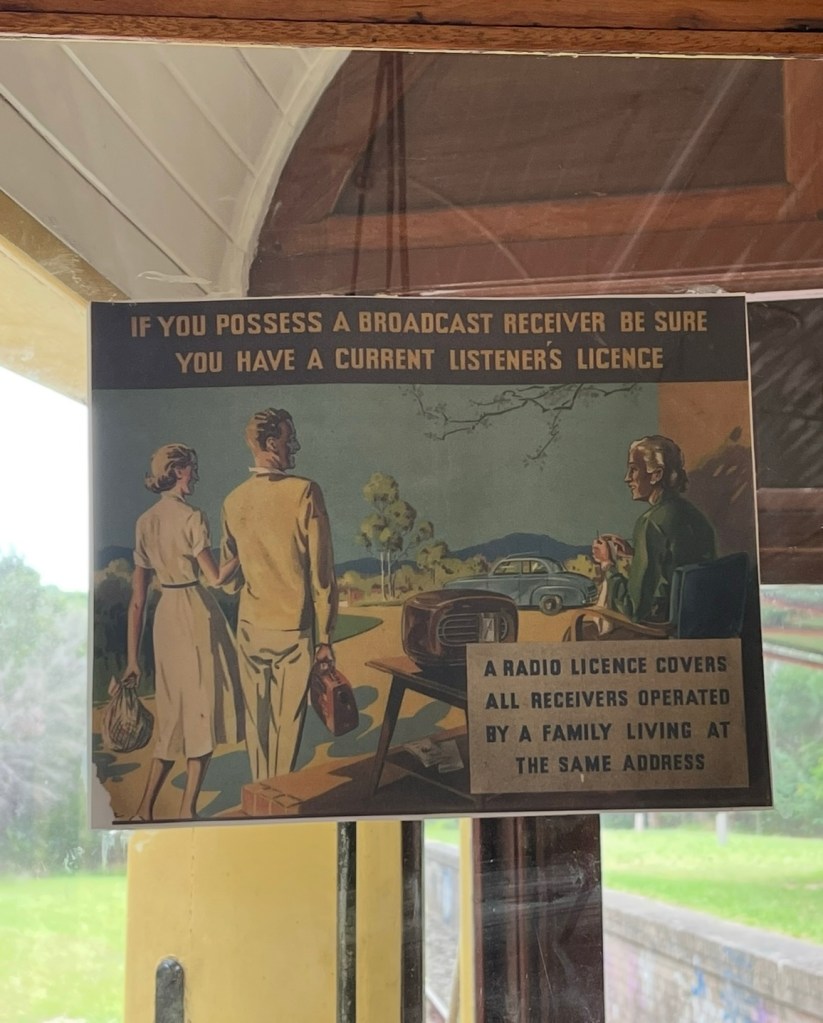 IF YOU POSSESS A BROADCAST RECEIVER BE SURE
YOU HAVE A CURRENT LISTENER'S LICENCE
A RADIO LICENCE COVERS
ALL RECEIVERS OPERATED
BY A FAMILY LIVING AT
THE SAME ADDRESS